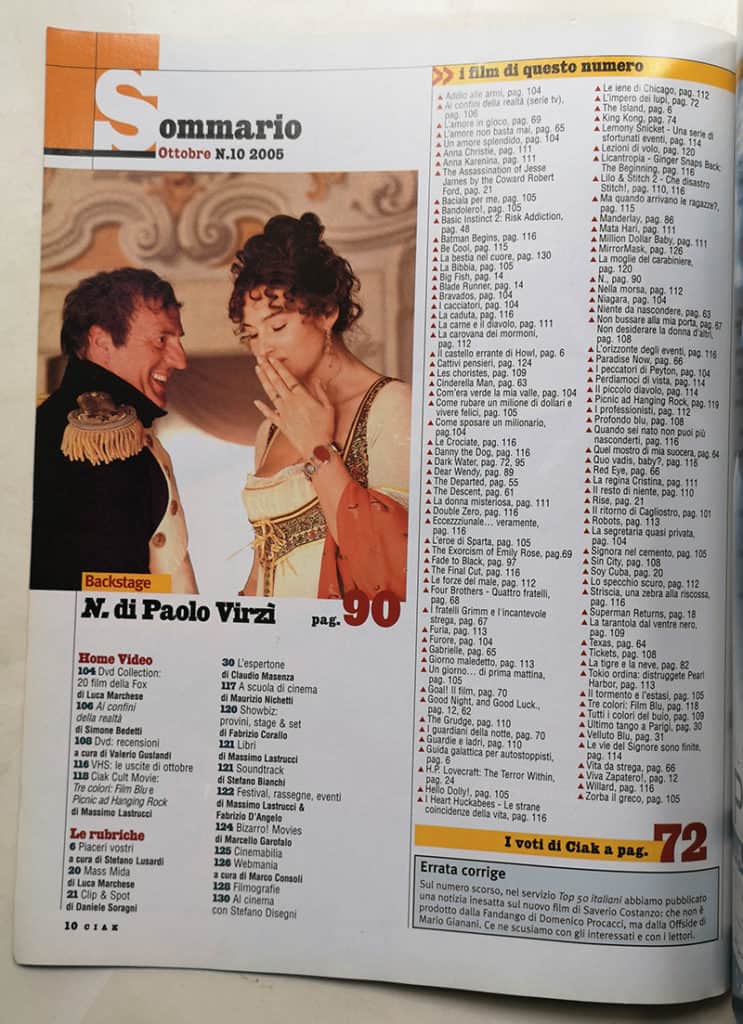 Sommario
Ottobre N.10 2005
Backstage
N. di Paolo Virzì pag. 90
Home Video
104 Dvd Collection:
20 film della Fox
di Luca Marchese
106 Ai confini
della realtà
di Simone Bedetti
108 Dvd: recensioni
a cura di Valerio Guslandi
116 VHS: le uscite di ottobre
118 Ciak Cult Movie:
Tre colori: Film Blu e
Picnic ad Hanging Rock
di Massimo Lastrucci
Le rubriche
6 Piaceri vostri
a cura di Stefano Lusardi
20 Mass Mida
di Luca Marchese
21 Clip & Spot
di Daniele Soragni
30 L'espertone
di Claudio Masenza
117 A scuola di cinema
di Maurizio Nichetti
120 Showbiz:
provini, stage & set
di Fabrizio Corallo
121 Libri
di Massimo Lastrucci
121 Soundtrack
di Stefano Bianchi
122 Festival, rassegne, eventi
di Massimo Lastrucci &
Fabrizio D'Angelo
124 Bizarro! Movies
di Marcello Garofalo
125 Cinemabilia
126 Webmania
a cura di Marco Consoli
128 Filmografie
130 Al cinema
con Stefano Disegni
10 CIAK
i film di questo numero
Addio alle armi, pag. 104
Ai confini della realtà (serie tv),
pag. 106
L'amore in gioco, pag. 69
L'amore non basta mai, pag. 65
Un amore splendido, pag. 104
Anna Christie, pag. 111
Anna Karenina, pag. 111
The Assassination of Jesse
James by the Coward Robert
Ford, pag. 21
Baciala per me, pag. 105
Bandolero!, pag. 105
Basic Instinct 2: Risk Addiction,
pag. 48
Batman Begins, pag. 116
Be Cool, pag. 115
La bestia nel cuore, pag. 130
La Bibbia, pag. 105
Big Fish, pag. 14
Blade Runner, pag. 14
Bravados, pag. 104
I cacciatori, pag. 104
La caduta, pag. 116
La carne e il diavolo, pag. 111
La carovana dei mormoni,
pag. 112
Il castello errante di Howl, pag. 6
Cattivi pensieri, pag. 124
Les choristes, pag. 109
Cinderella Man, pag. 63
Com'era verde la mia valle, pag. 104
Come rubare un milione di dollari e
vivere felici, pag. 105
Come sposare un milionario,
pag.104
Le Crociate, pag. 116
Danny the Dog, pag. 116
Dark Water, pag. 72, 95
Dear Wendy, pag. 89
The Departed, pag. 55
The Descent, pag. 61
La donna misteriosa, pag. 111
Double Zero, pag. 116
Eccezzziunale... veramente,
pag. 116
L'eroe di Sparta, pag. 105
The Exorcism of Emily Rose, pag.69
Fade to Black, pag. 97
The Final Cut, pag. 116
Le forze del male, pag. 112
Four Brothers - Quattro fratelli,
pag. 68
I fratelli Grimm e l'incantevole
strega, pag. 67
Furia, pag. 113
Furore, pag. 104
Gabrielle, pag. 65
Giorno maledetto, pag. 113
Un giorno... di prima mattina,
pag. 105
Goal! Il film, pag. 70
Good Night, and Good Luck.,
pag. 12, 62
The Grudge, pag. 110
I guardiani della notte, pag. 70
Guardie e ladri, pag. 110
Guida galattica per autostoppisti,
pag. 6
H.P. Lovecraft: The Terror Within,
pag. 24
Hello Dolly!, pag. 105
I Heart Huckabees - Le strane
coincidenze della vita, pag. 116
Le iene di Chicago, pag. 112
L'impero dei lupi, pag. 72
The Island, pag. 6
King Kong, pag. 74
Lemony Snicket - Una serie di
sfortunati eventi, pag. 114
Lezioni di volo, pag. 120
Licantropia - Ginger Snaps Back:
The Beginning, pag. 116
Lilo & Stitch 2 - Che disastro
Stitch!, pag. 110, 116
Ma quando arrivano le ragazze?,
pag. 115
Manderlay, pag. 86
Mata Hari, pag. 111
Million Dollar Baby, pag. 111
MirrorMask, pag. 126
La moglie del carabiniere,
pag. 120
N., pag. 90
Nella morsa, pag. 112
Niagara, pag. 104
Niente da nascondere, pag. 63
Non bussare alla mia porta, pag. 67
Non desiderare la donna d'altri,
pag. 108
L'orizzonte degli eventi, pag. 116
Paradise Now, pag. 66
I peccatori di Peyton, pag. 104
Perdiamoci di vista, pag. 114
Il piccolo diavolo, pag. 114
Picnic ad Hanging Rock, pag. 119
I professionisti, pag. 112
Profondo blu, pag. 108
Quando sei nato non puoi più
nasconderti, pag. 116
Quel mostro di mia suocera, pag. 64
Quo vadis, baby?, pag. 116
Red Eye, pag. 66
La regina Cristina, pag. 111
Il resto di niente, pag. 110
Rise, pag. 21
Il ritorno di Cagliostro, pag. 101
Robots, pag. 113
La segretaria quasi privata,
pag. 104
Signora nel cemento, pag. 105
Sin City, pag. 108
Soy Cuba, pag. 20
Lo specchio scuro, pag. 112
Striscia, una zebra alla riscossa,
pag. 116
Superman Returns, pag. 18
La tarantola dal ventre nero,
pag. 109
Texas, pag. 64
Tickets, pag. 108
La tigre e la neve, pag. 82
Tokio ordina: distruggete Pearl
Harbor, pag. 113
Il tormento e l'estasi, pag. 105
Tre colori: Film Blu, pag. 118
Tutti i colori del buio, pag. 109
Ultimo tango a Parigi, pag. 30
Velluto Blu, pag. 31
Le vie del Signore sono finite,
pag. 114
Vita da strega, pag. 66
Viva Zapatero!, pag. 12
Willard, pag. 116
Zorba il greco, pag. 105
I voti di Ciak a pag. 72
Errata corrige
Sul numero scorso, nel servizio Top 50 italiani abbiamo pubblicato
una notizia inesatta sul nuovo film di Saverio Costanzo: che non è
prodotto dalla Fandango di Domenico Procacci, ma dalla Offside di
Mario Gianani. Ce ne scusiamo con gli interessati e con i lettori.